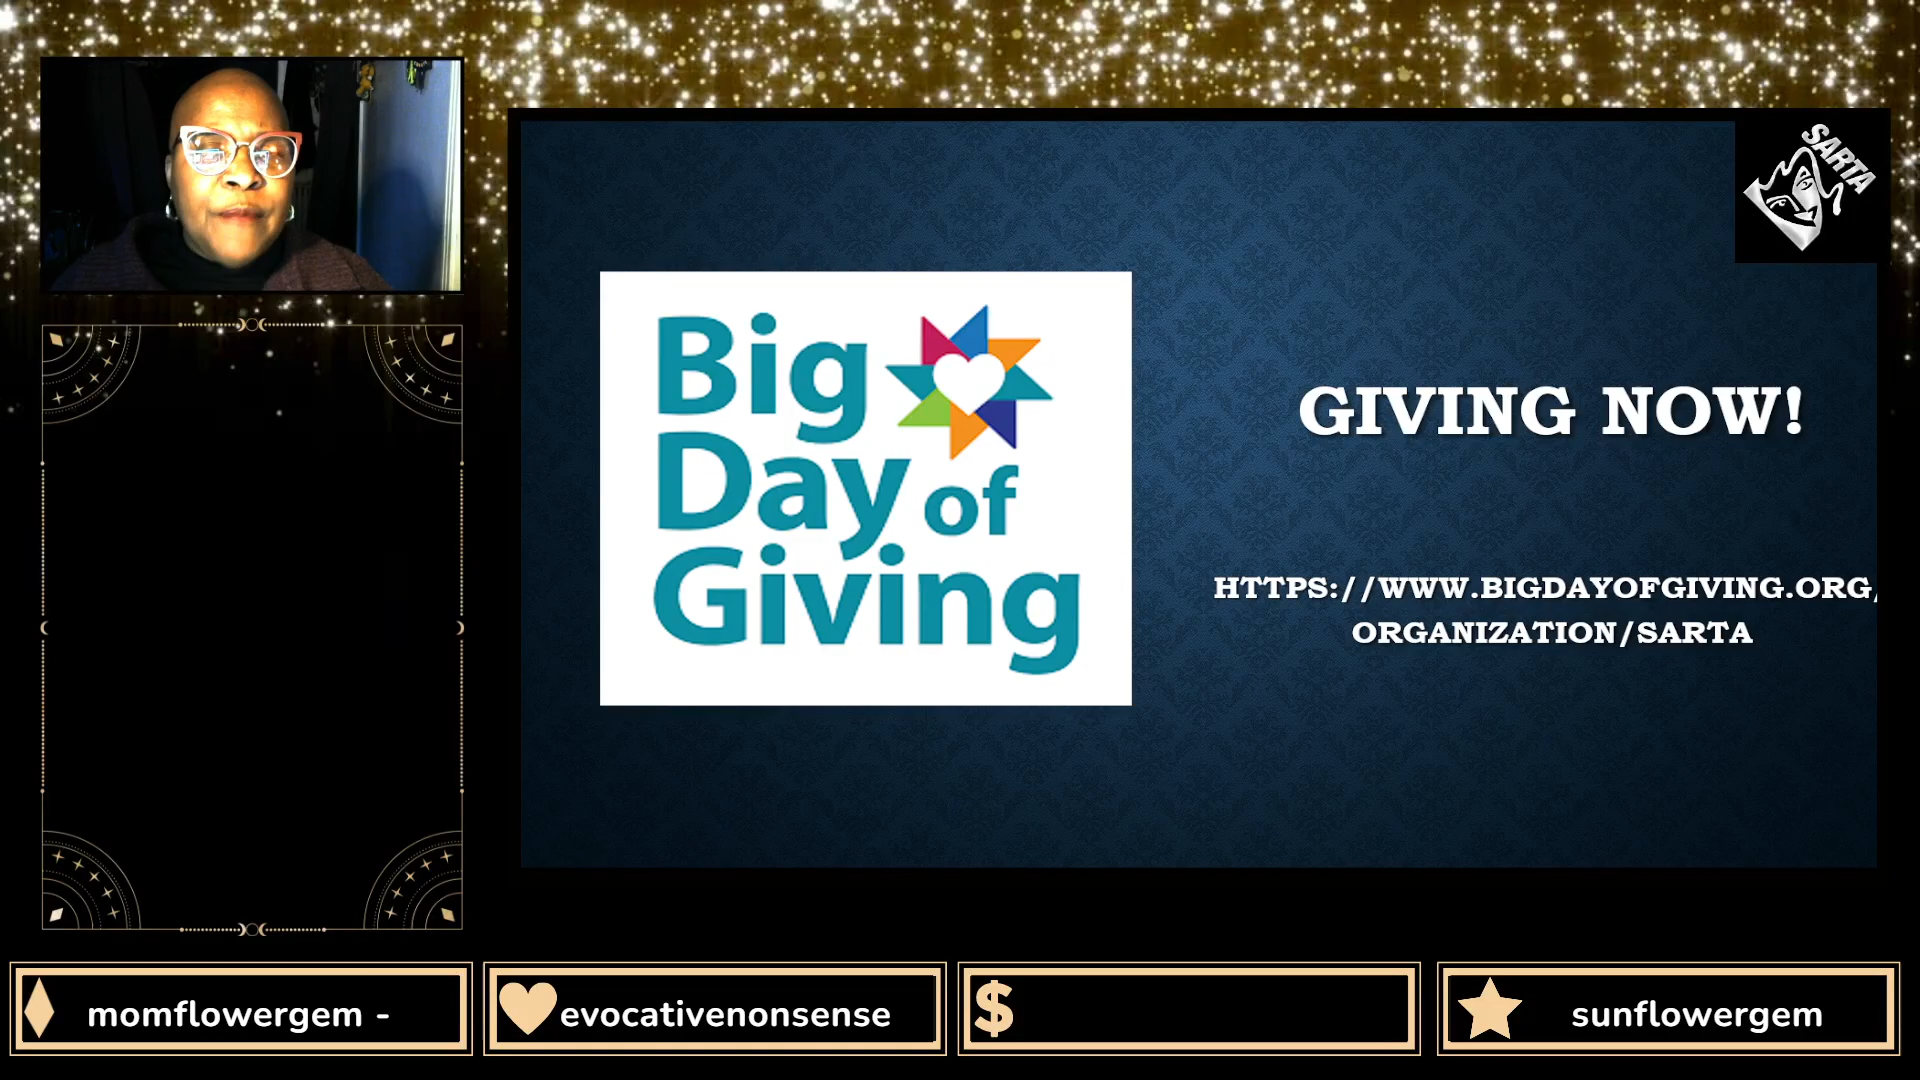 SARTA
Big
Day of
Giving
GIVING NOW!
HTTPS://WWW.BIGDAYOFGIVING.ORG/
ORGANIZATION/SARTA
momflowergem -
evocativenonsense
$
sunflowergem